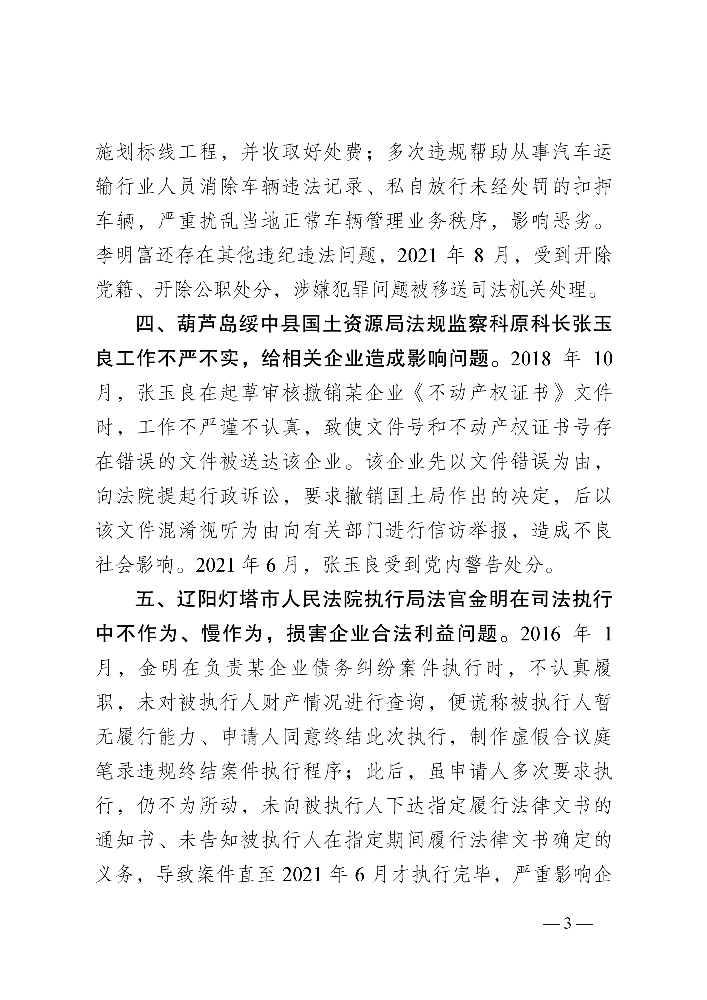 施划标线工程，并收取好处费；多次违规帮助从事汽车运
输行业人员消除车辆违法记录、私自放行未经处罚的扣押
车辆，严重扰乱当地正常车辆管理业务秩序，影响恶劣。
李明富还存在其他违纪违法问题，2021 年 8 月，受到开除
党籍、开除公职处分，涉嫌犯罪问题被移送司法机关处理。
四、葫芦岛绥中县国土资源局法规监察科原科长张玉
良工作不严不实，给相关企业造成影响问题。2018 年 10
月，张玉良在起草审核撤销某企业《不动产权证书》文件
时，工作不严谨不认真，致使文件号和不动产权证书号存
在错误的文件被送达该企业。该企业先以文件错误为由，
向法院提起行政诉讼，要求撤销国土局作出的决定，后以
该文件混淆视听为由向有关部门进行信访举报，造成不良
社会影响。2021 年 6 月，张玉良受到党内警告处分。
五、辽阳灯塔市人民法院执行局法官金明在司法执行
中不作为、慢作为，损害企业合法利益问题。2016 年 1
月，金明在负责某企业债务纠纷案件执行时，不认真履
职，未对被执行人财产情况进行查询，便谎称被执行人暂
无履行能力、申请人同意终结此次执行，制作虚假合议庭
笔录违规终结案件执行程序；此后，虽申请人多次要求执
行，仍不为所动，未向被执行人下达指定履行法律文书的
通知书、未告知被执行人在指定期间履行法律文书确定的
义务，导致案件直至 2021 年 6 月才执行完毕，严重影响企
— 3 —